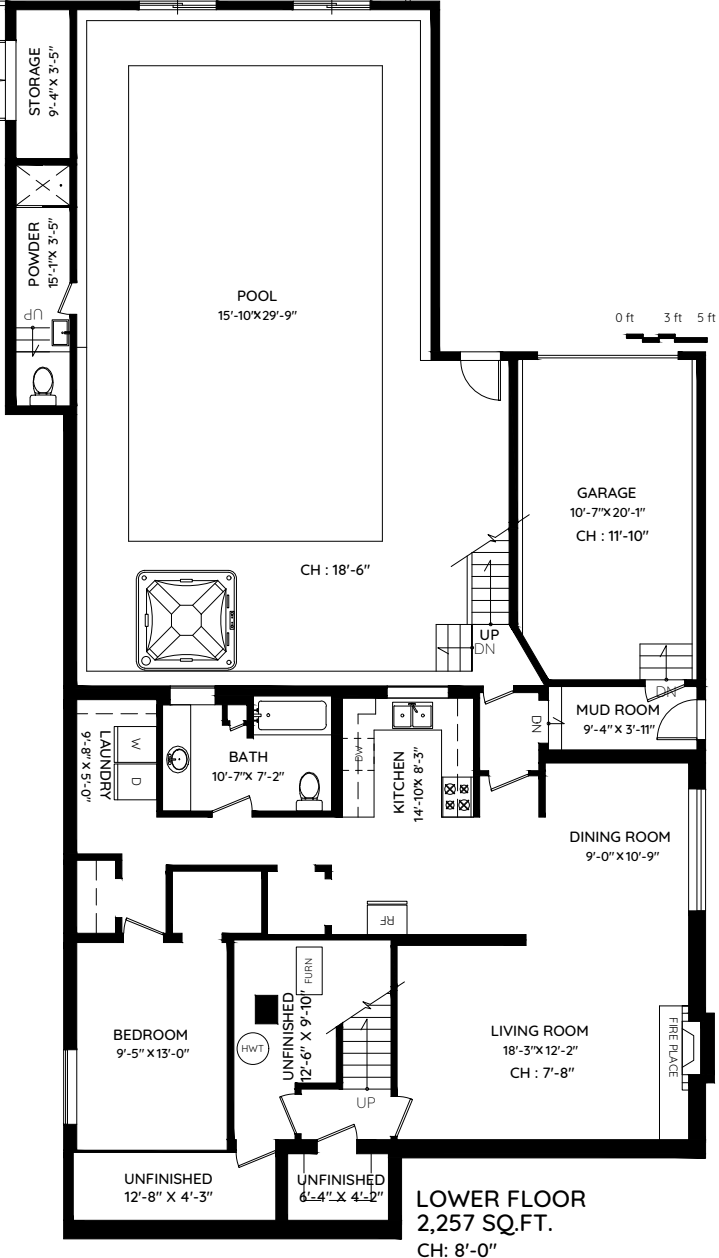 STORAGE
9'-4" X 3'-5"
POWDER
15'-1" X 3'-5"
UP
POOL
15'-10" X 29'-9"
0 ft 3 ft 5 ft
GARAGE
10'-7" X 20'-1"
CH : 11'-10"
CH : 18'-6"
UP
DN
DN
MUD ROOM
9'-4" X 3'-11"
DN
LAUNDRY
9'-8" X 5'-0"
W
D
BATH
10'-7" X 7'-2"
DW
KITCHEN
14'-10" X 8'-3"
DINING ROOM
9'-0" X 10'-9"
RF
FURN
UNFINISHED
12'-6" X 9'-10"
HWT
BEDROOM
9'-5" X 13'-0"
LIVING ROOM
18'-3" X 12'-2"
CH : 7'-8"
FIRE PLACE
UP
UNFINISHED
12'-8" X 4'-3"
UNFINISHED
6'-4" X 4'-2"
LOWER FLOOR
2,257 SQ.FT.
CH: 8'-0"